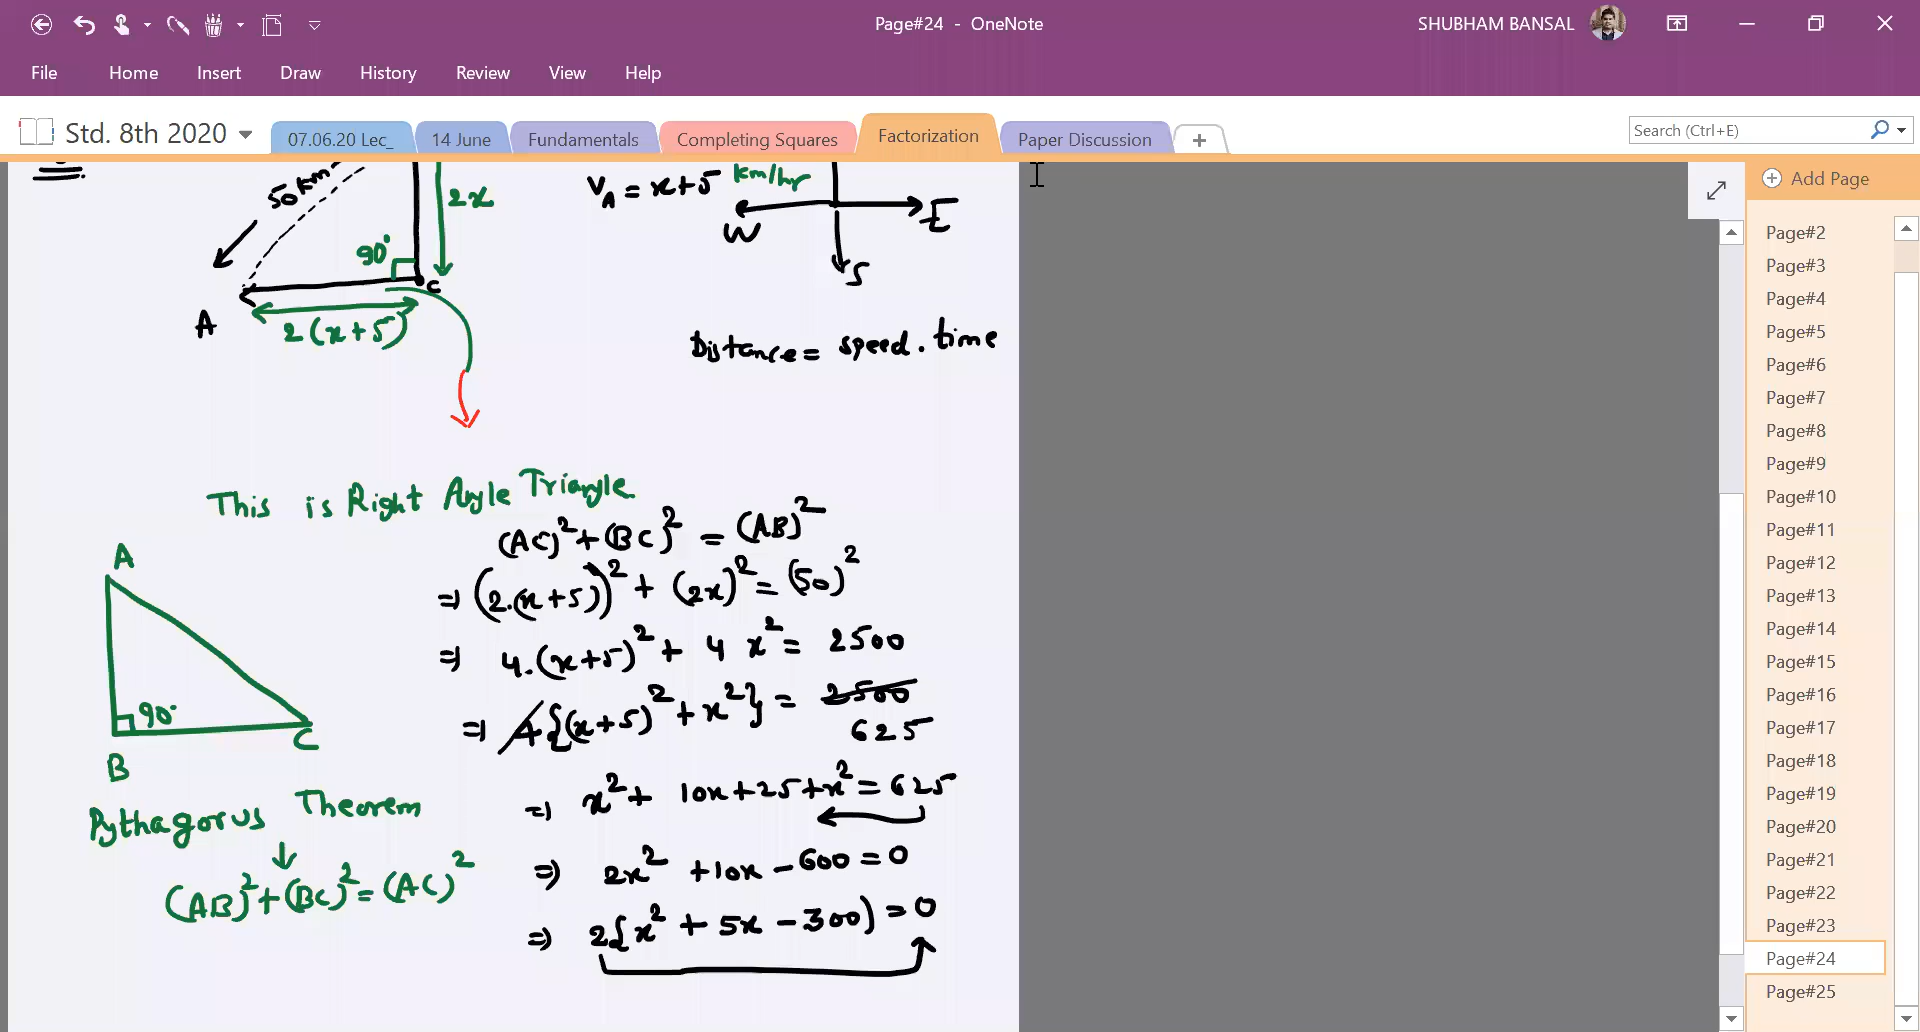 Page#24 - OneNote
SHUBHAM BANSAL
File Home Insert Draw History Review View Help
Std. 8th 2020
07.06.20 Lec_
14 June
Fundamentals
Completing Squares
Factorization
Paper Discussion
+
Search (Ctrl+E)
Add Page
Page#2
Page#3
Page#4
Page#5
Page#6
Page#7
Page#8
Page#9
Page#10
Page#11
Page#12
Page#13
Page#14
Page#15
Page#16
Page#17
Page#18
Page#19
Page#20
Page#21
Page#22
Page#23
Page#24
Page#25
50 km
2x
90°
C
A
2(x+5)
V_A = x+5 km/hr
W
E
S
Distance = speed . time
This is Right Angle Triangle
(AC)² + (BC)² = (AB)²
⇒ (2.(x+5))² + (2x)² = (50)²
⇒ 4.(x+5)² + 4 x² = 2500
⇒ 4{(x+5)² + x²} = 2500
625
⇒ x² + 10x + 25 + x² = 625
⇒ 2x² + 10x - 600 = 0
⇒ 2{x² + 5x - 300) = 0
A
90°
B
C
Pythagorus Theorem
↓
(AB)² + (BC)² = (AC)²